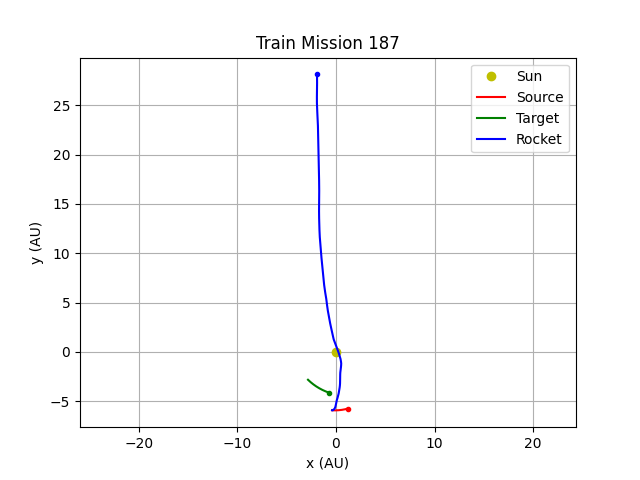 Train Mission 187
Sun
Source
Target
Rocket
25
20
15
10
5
0
−5
−20
−10
0
10
20
y (AU)
x (AU)